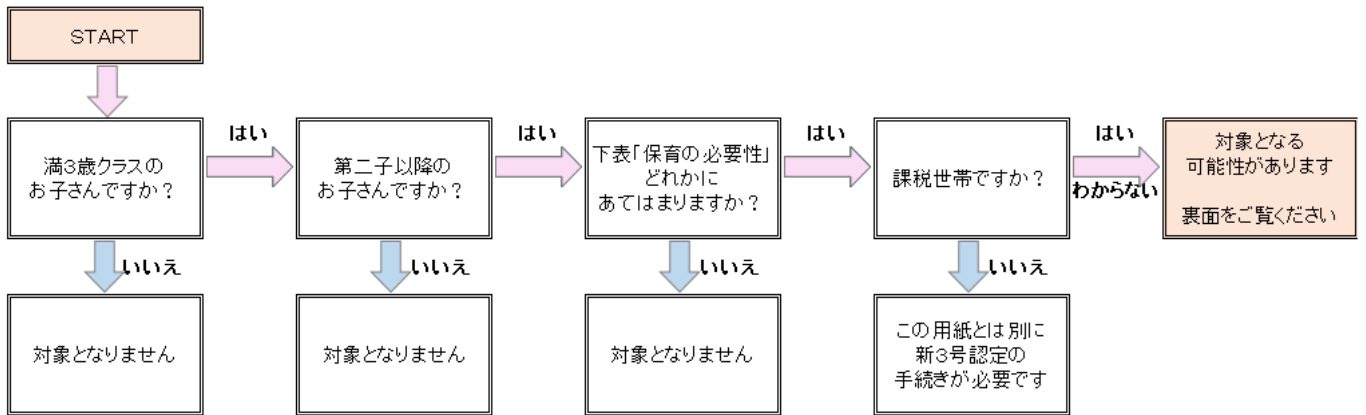 START
満3歳クラスの
お子さんですか？
はい
第二子以降の
お子さんですか？
はい
下表「保育の必要性」
どれかに
あてはまりますか？
はい
課税世帯ですか？
はい
わからない
対象となる
可能性があります
裏面をご覧ください
いいえ
いいえ
いいえ
いいえ
対象となりません
対象となりません
対象となりません
この用紙とは別に
新3号認定の
手続きが必要です